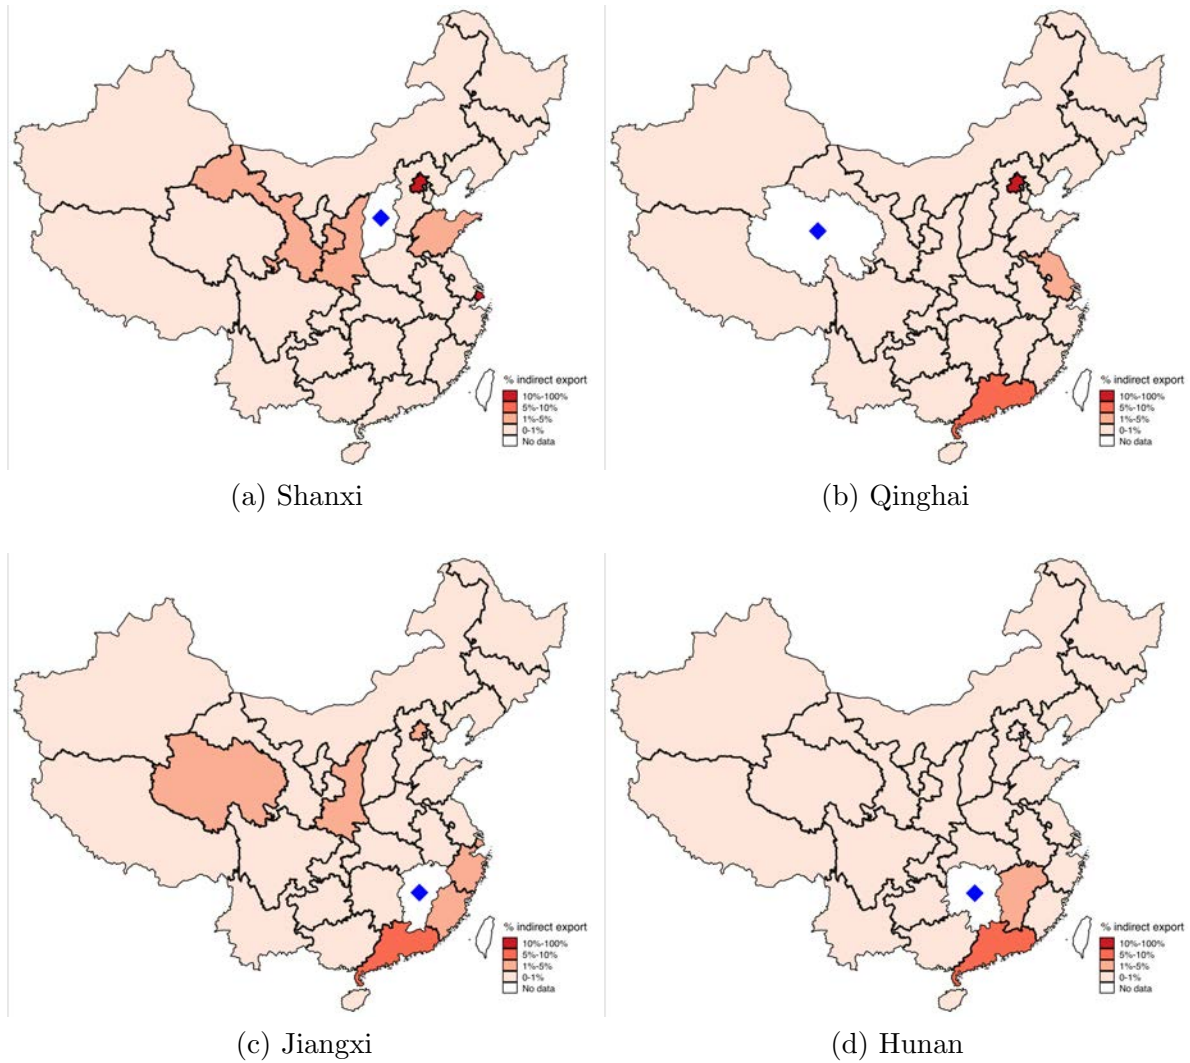 % indirect export
10%-100%
5%-10%
1%-5%
0-1%
No data
(a) Shanxi
% indirect export
10%-100%
5%-10%
1%-5%
0-1%
No data
(b) Qinghai
% indirect export
10%-100%
5%-10%
1%-5%
0-1%
No data
(c) Jiangxi
% indirect export
10%-100%
5%-10%
1%-5%
0-1%
No data
(d) Hunan